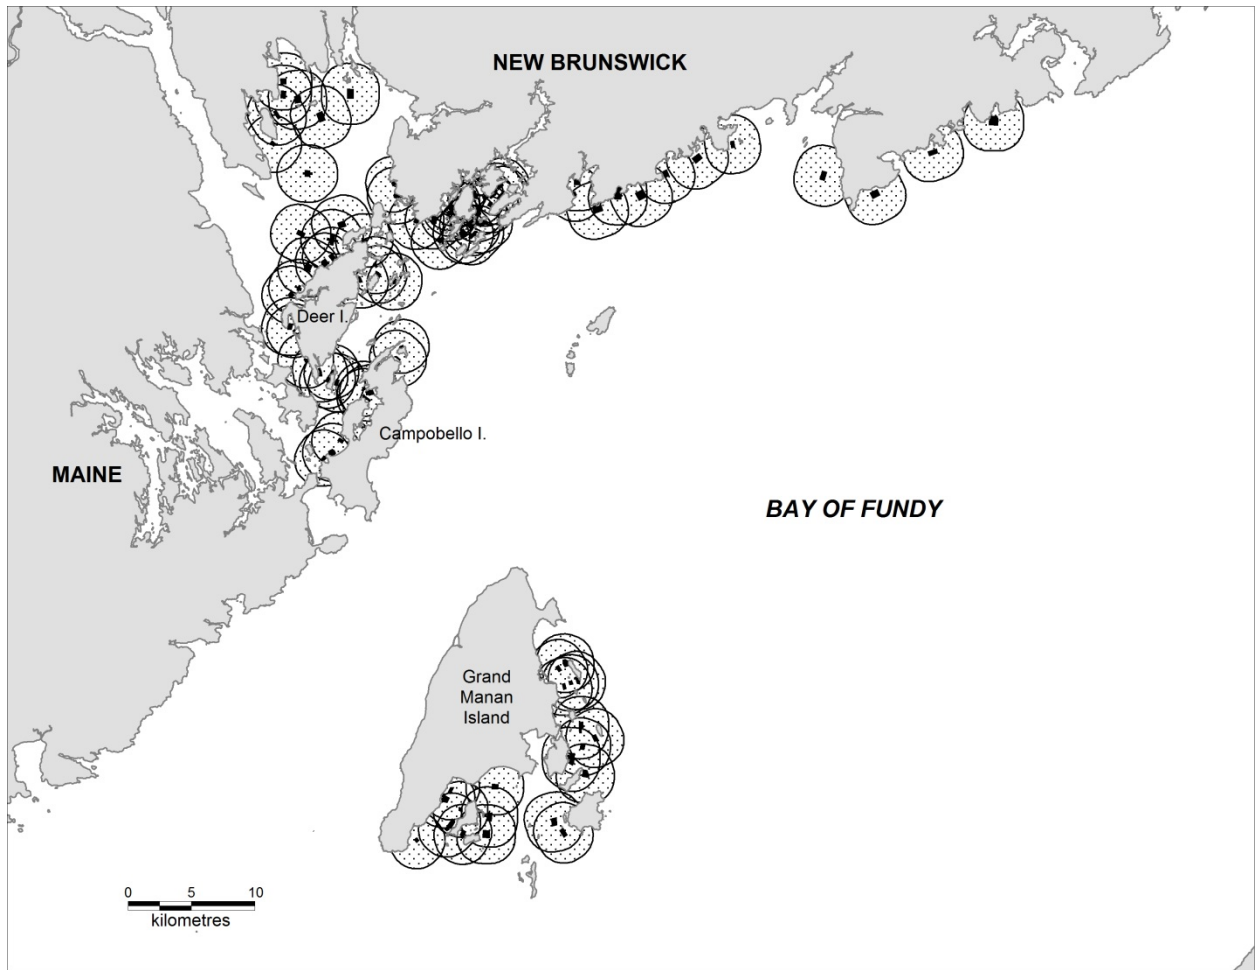 NEW BRUNSWICK
Deer I.
Campobello I.
MAINE
BAY OF FUNDY
Grand
Manan
Island
0 5 10
kilometres